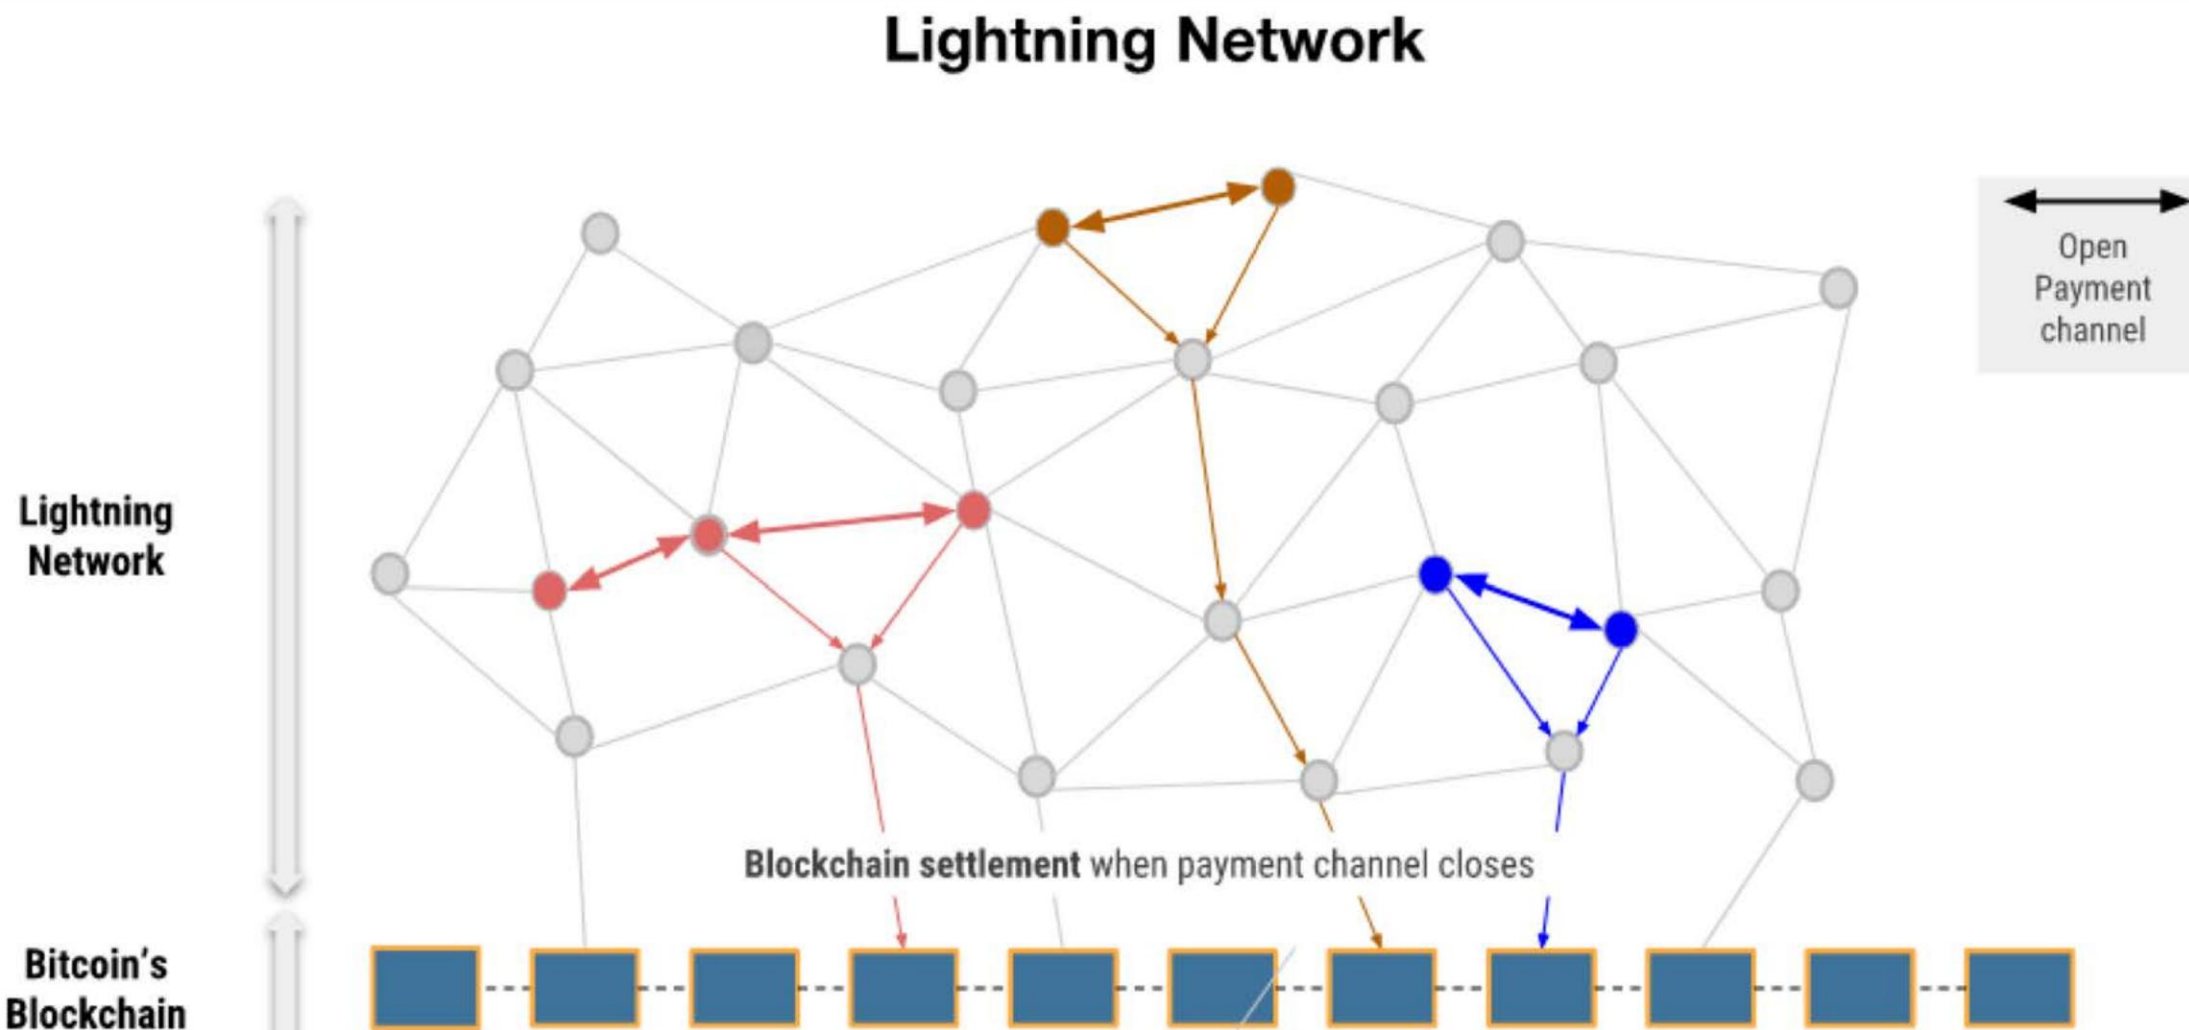 Lightning Network
Open
Payment
channel
Lightning
Network
Blockchain settlement when payment channel closes
Bitcoin's
Blockchain